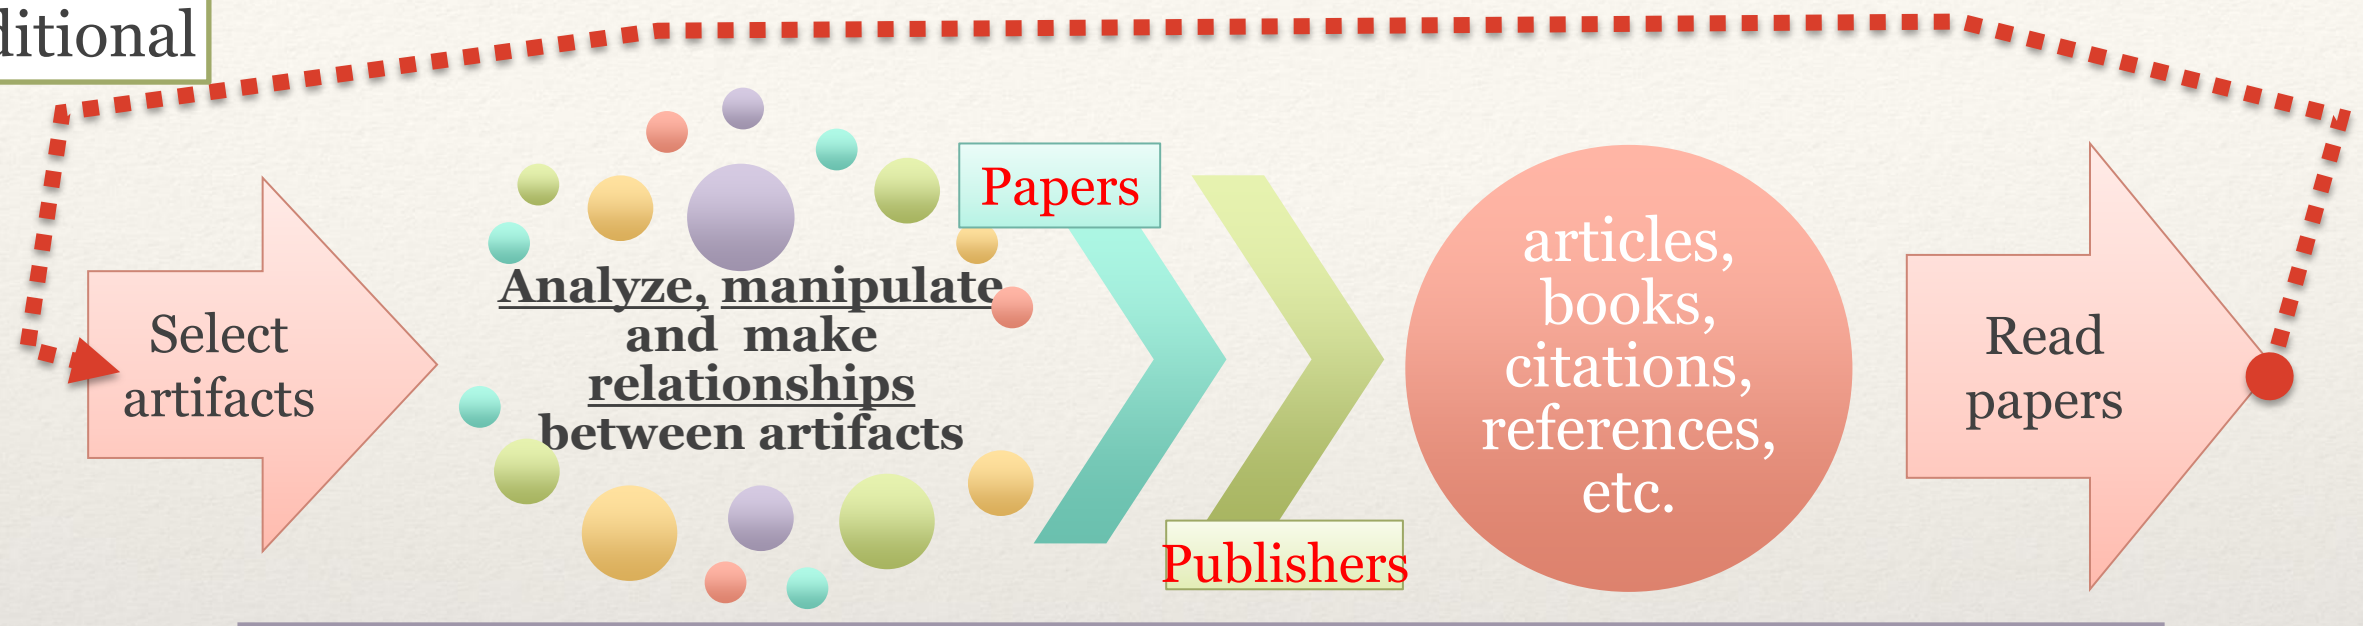 ditional
Select
artifacts
Analyze, manipulate
and make
relationships
between artifacts
Papers
Publishers
articles,
books,
citations,
references,
etc.
Read
papers